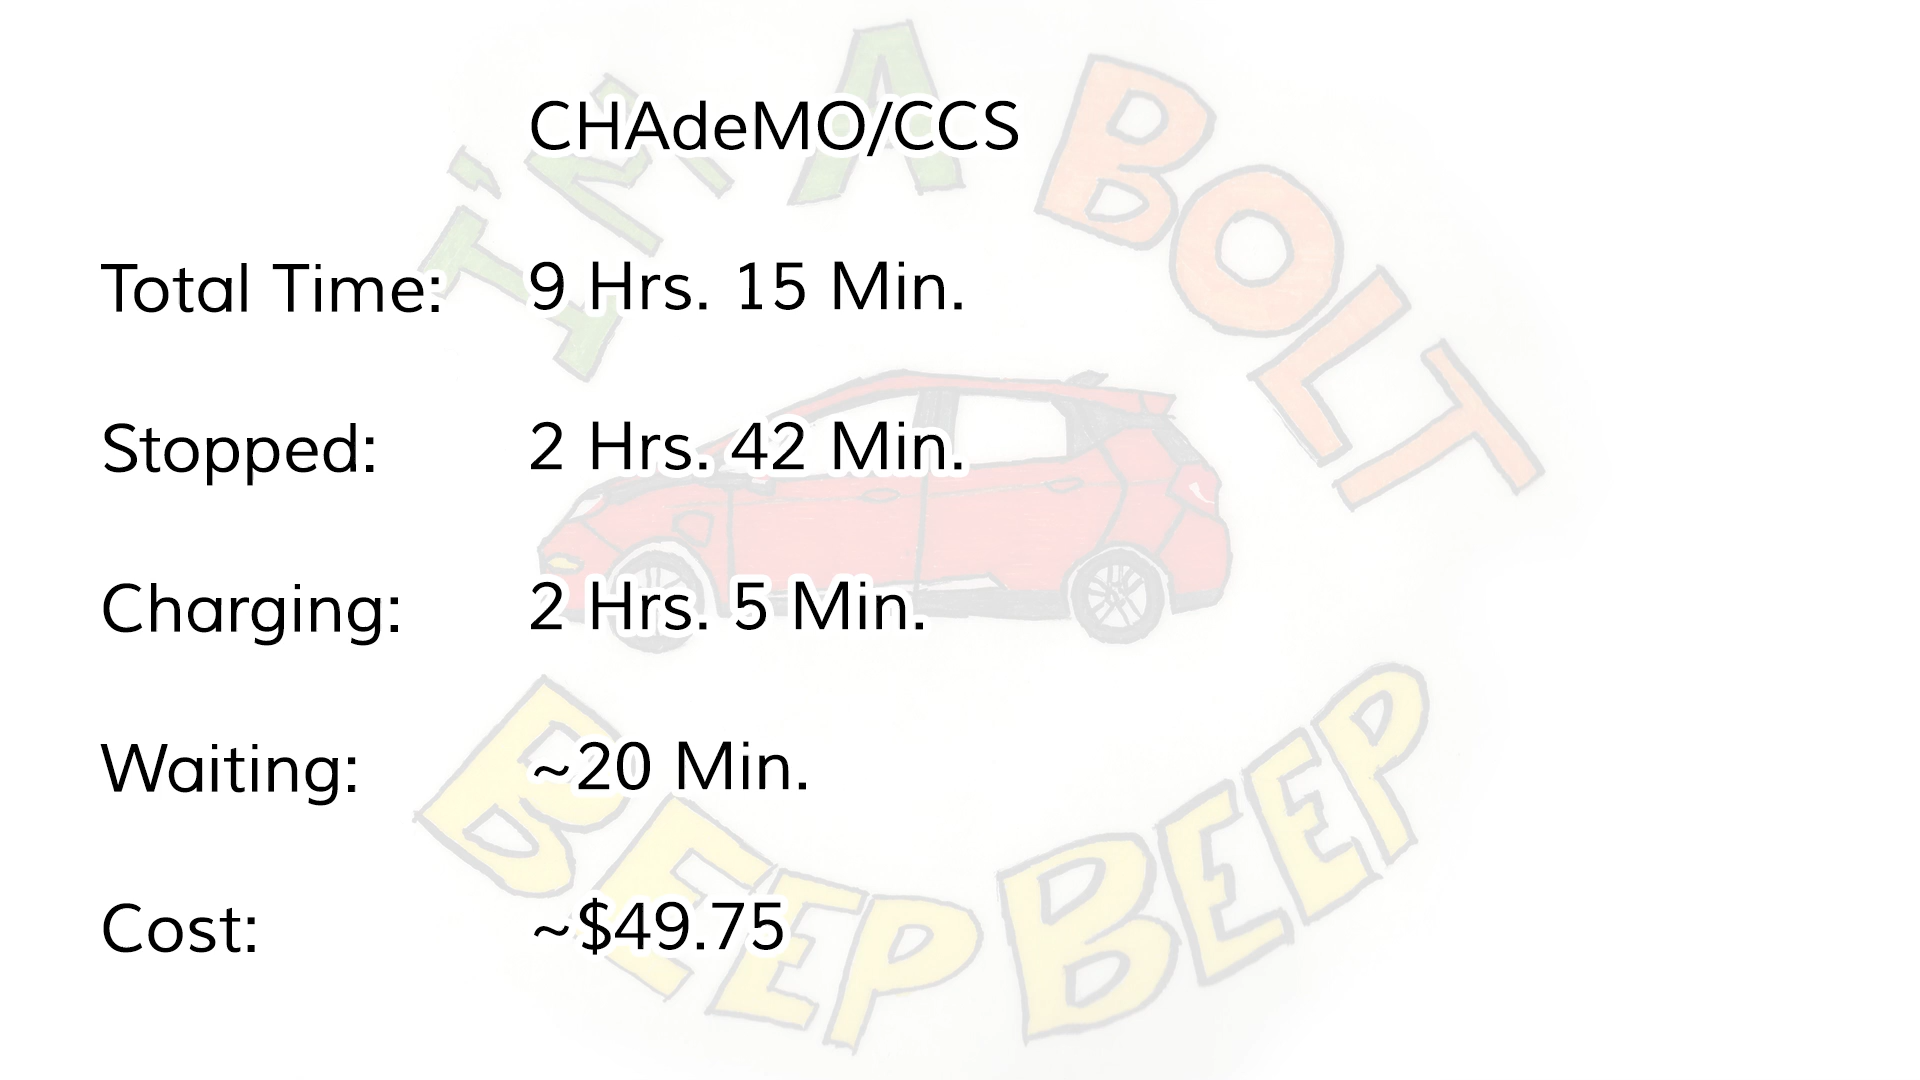 I'M A BOLT
CHAdeMO/CCS
Total Time: 9 Hrs. 15 Min.
Stopped: 2 Hrs. 42 Min.
Charging: 2 Hrs. 5 Min.
Waiting: ~20 Min.
Cost: ~$49.75
BEEP BEEP